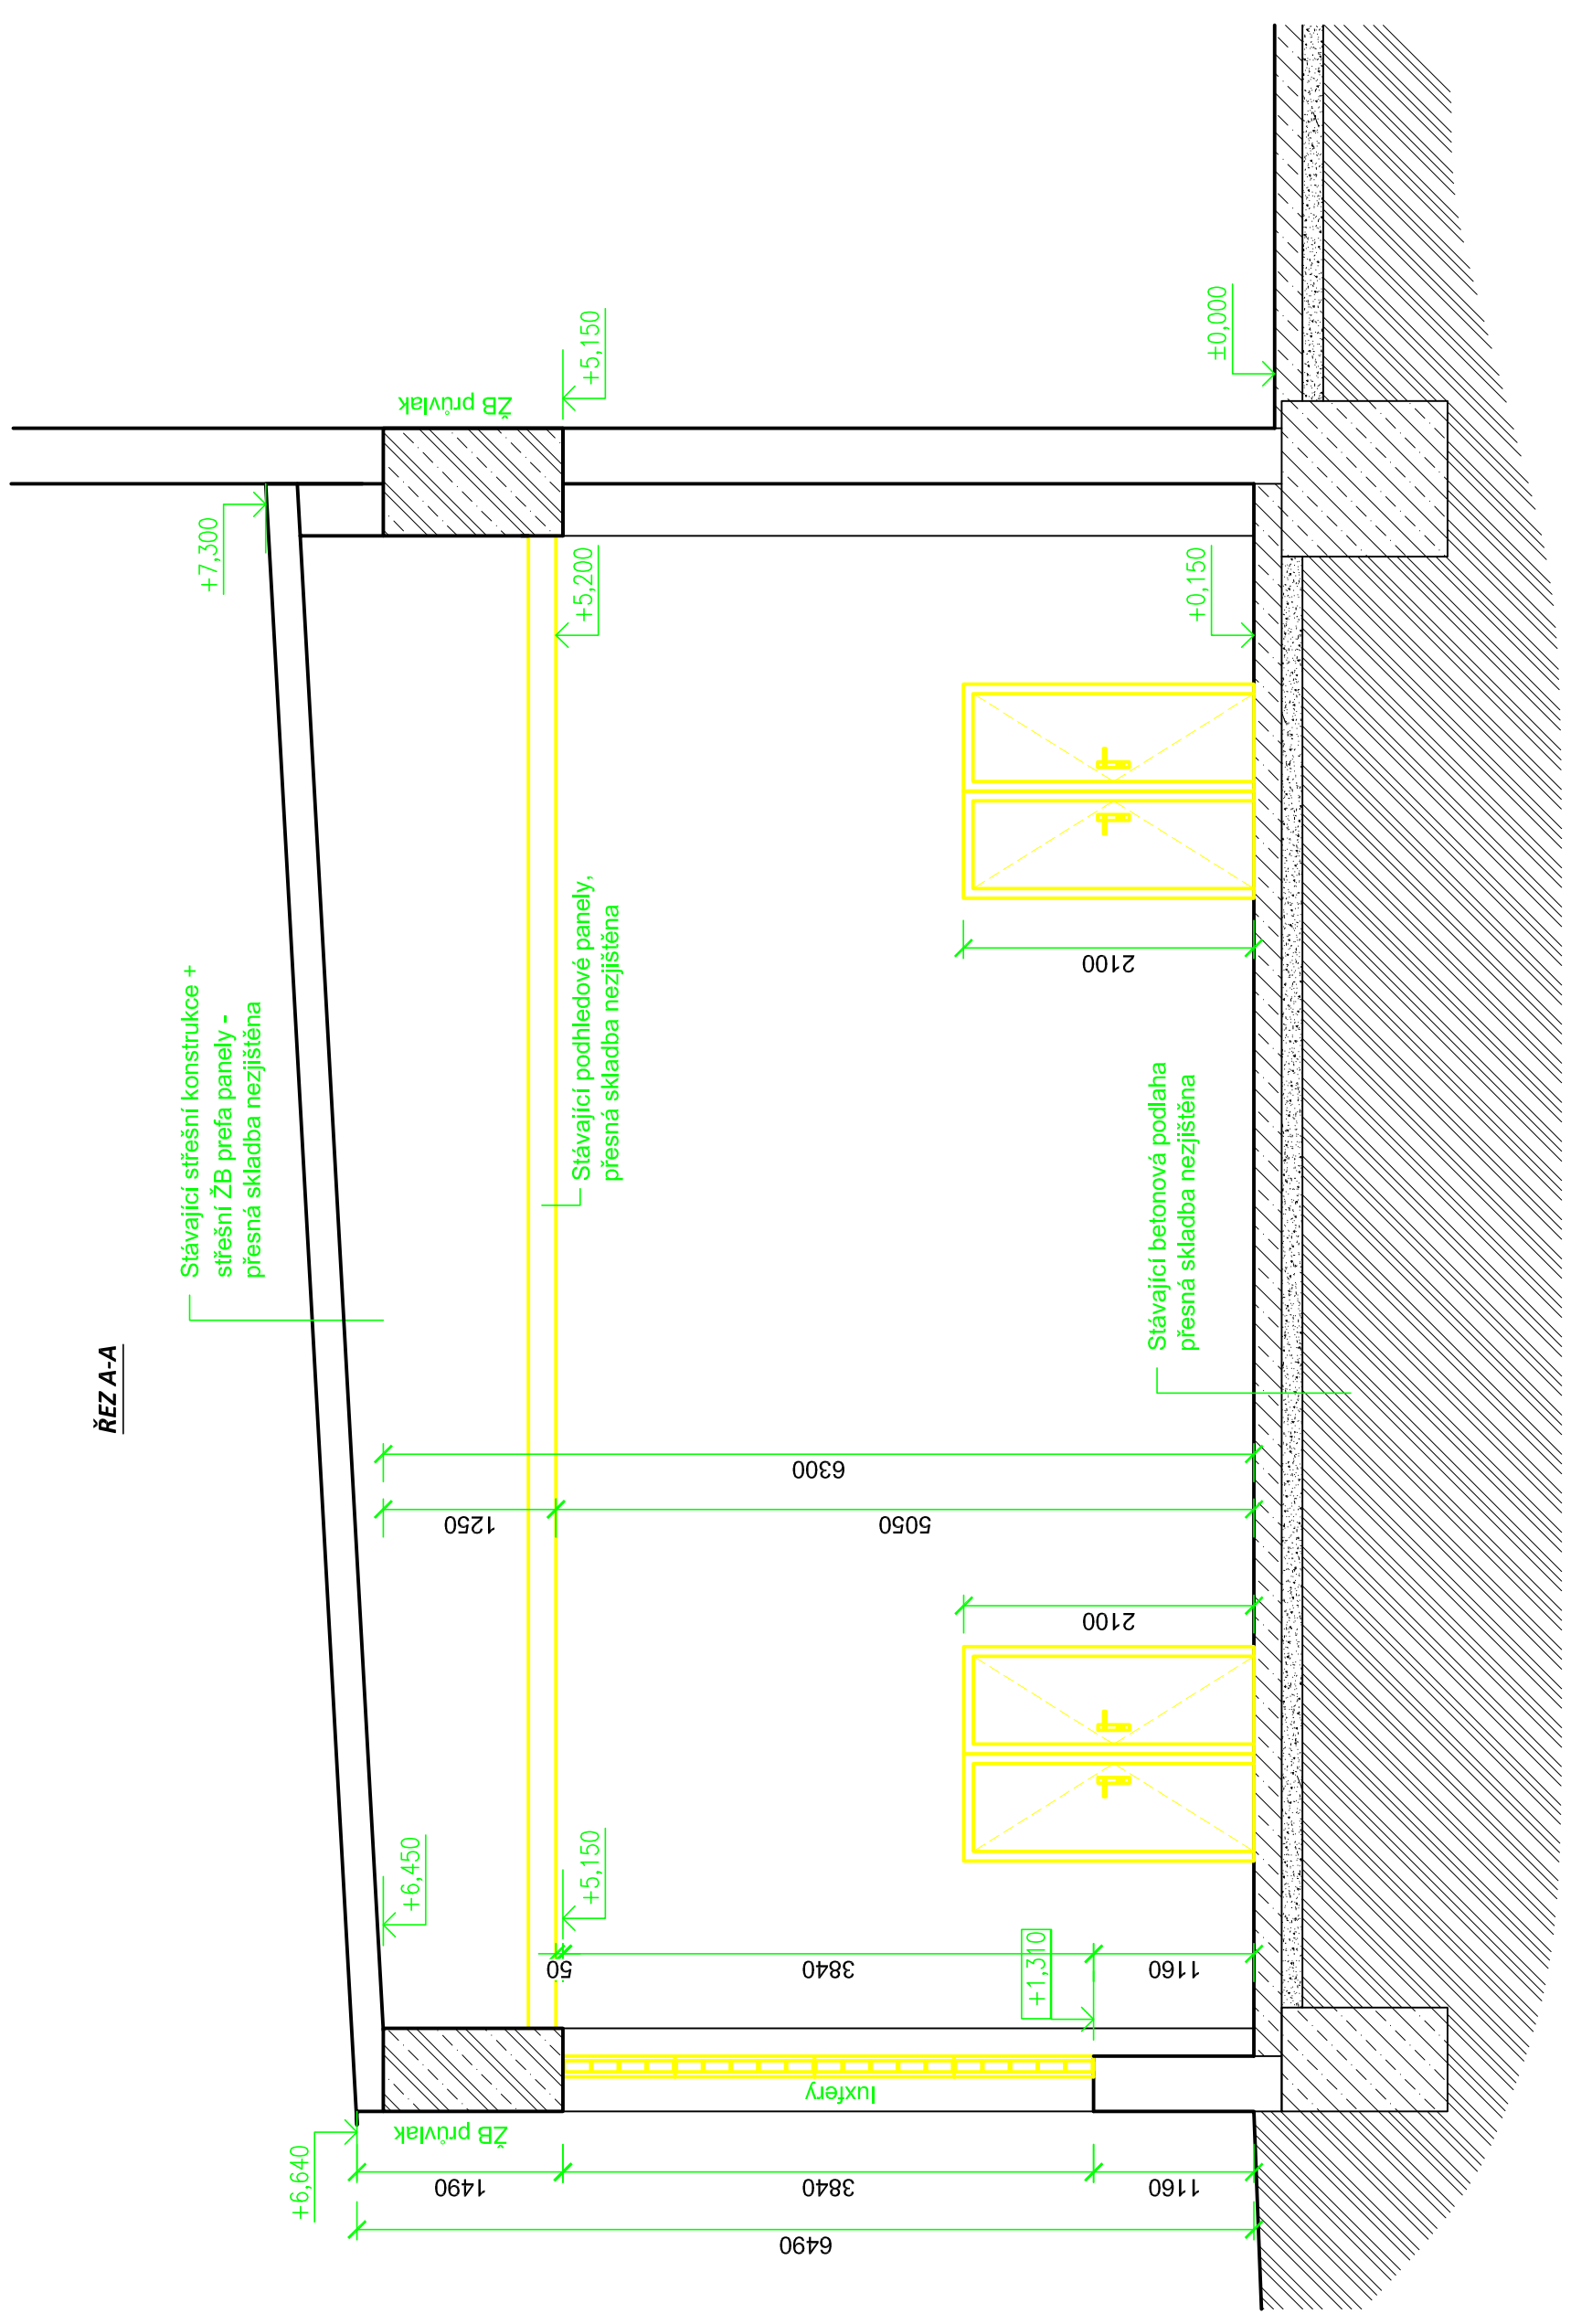 ŘEZ A-A
Stávající střešní konstrukce +
střešní ŽB prefa panely -
přesná skladba nezjištěna
+7,300
+6,640
+6,450
ŽB průvlak
ŽB průvlak
+5,150
+5,200
+5,150
Stávající podhledové panely,
přesná skladba nezjištěna
1250
6300
5050
50
3840
1160
1490
3840
1160
6490
luxfery
+1,310
2100
2100
Stávající betonová podlaha
přesná skladba nezjištěna
+0,150
±0,000